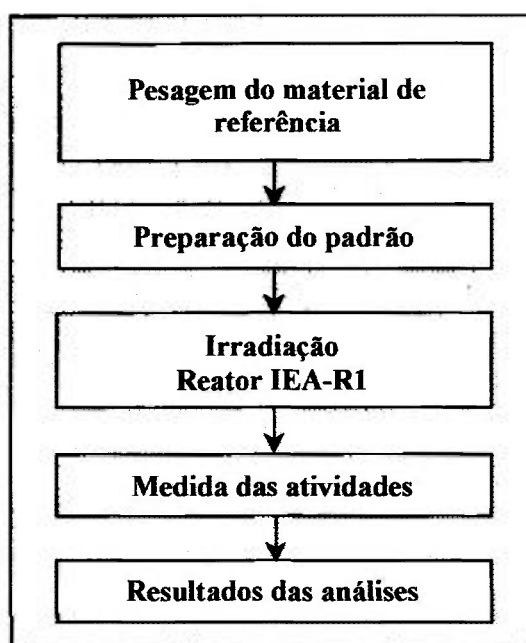 Pesagem do material de
referência
Preparação do padrão
Irradiação
Reator IEA-R1
Medida das atividades
Resultados das análises